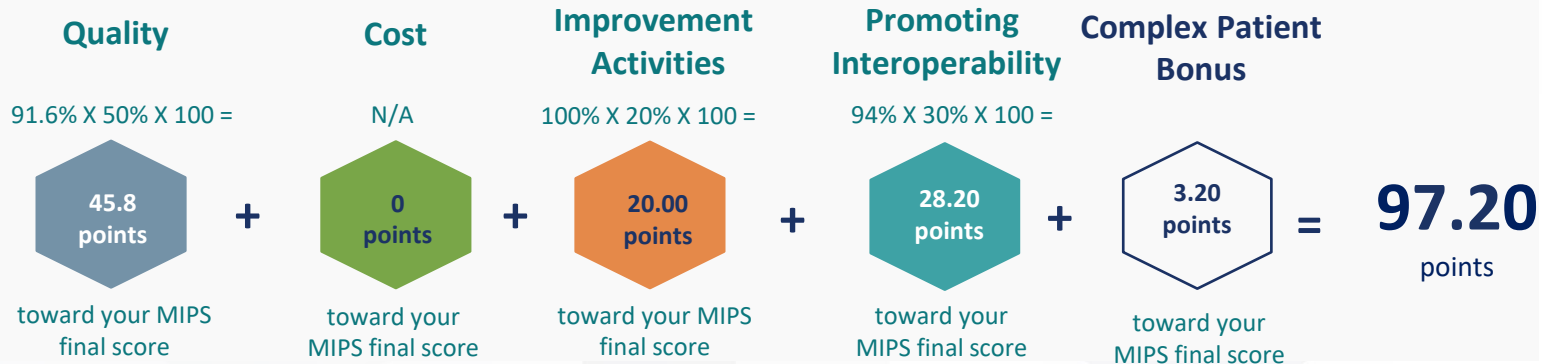 Quality
91.6% X 50% X 100 =
45.8
points
toward your MIPS
final score
+
Cost
N/A
0
points
toward your
MIPS final score
+
Improvement
Activities
100% X 20% X 100 =
20.00
points
toward your MIPS
final score
+
Promoting
Interoperability
94% X 30% X 100 =
28.20
points
toward your
MIPS final score
+
Complex Patient
Bonus
3.20
points
toward your
MIPS final score
=
97.20
points